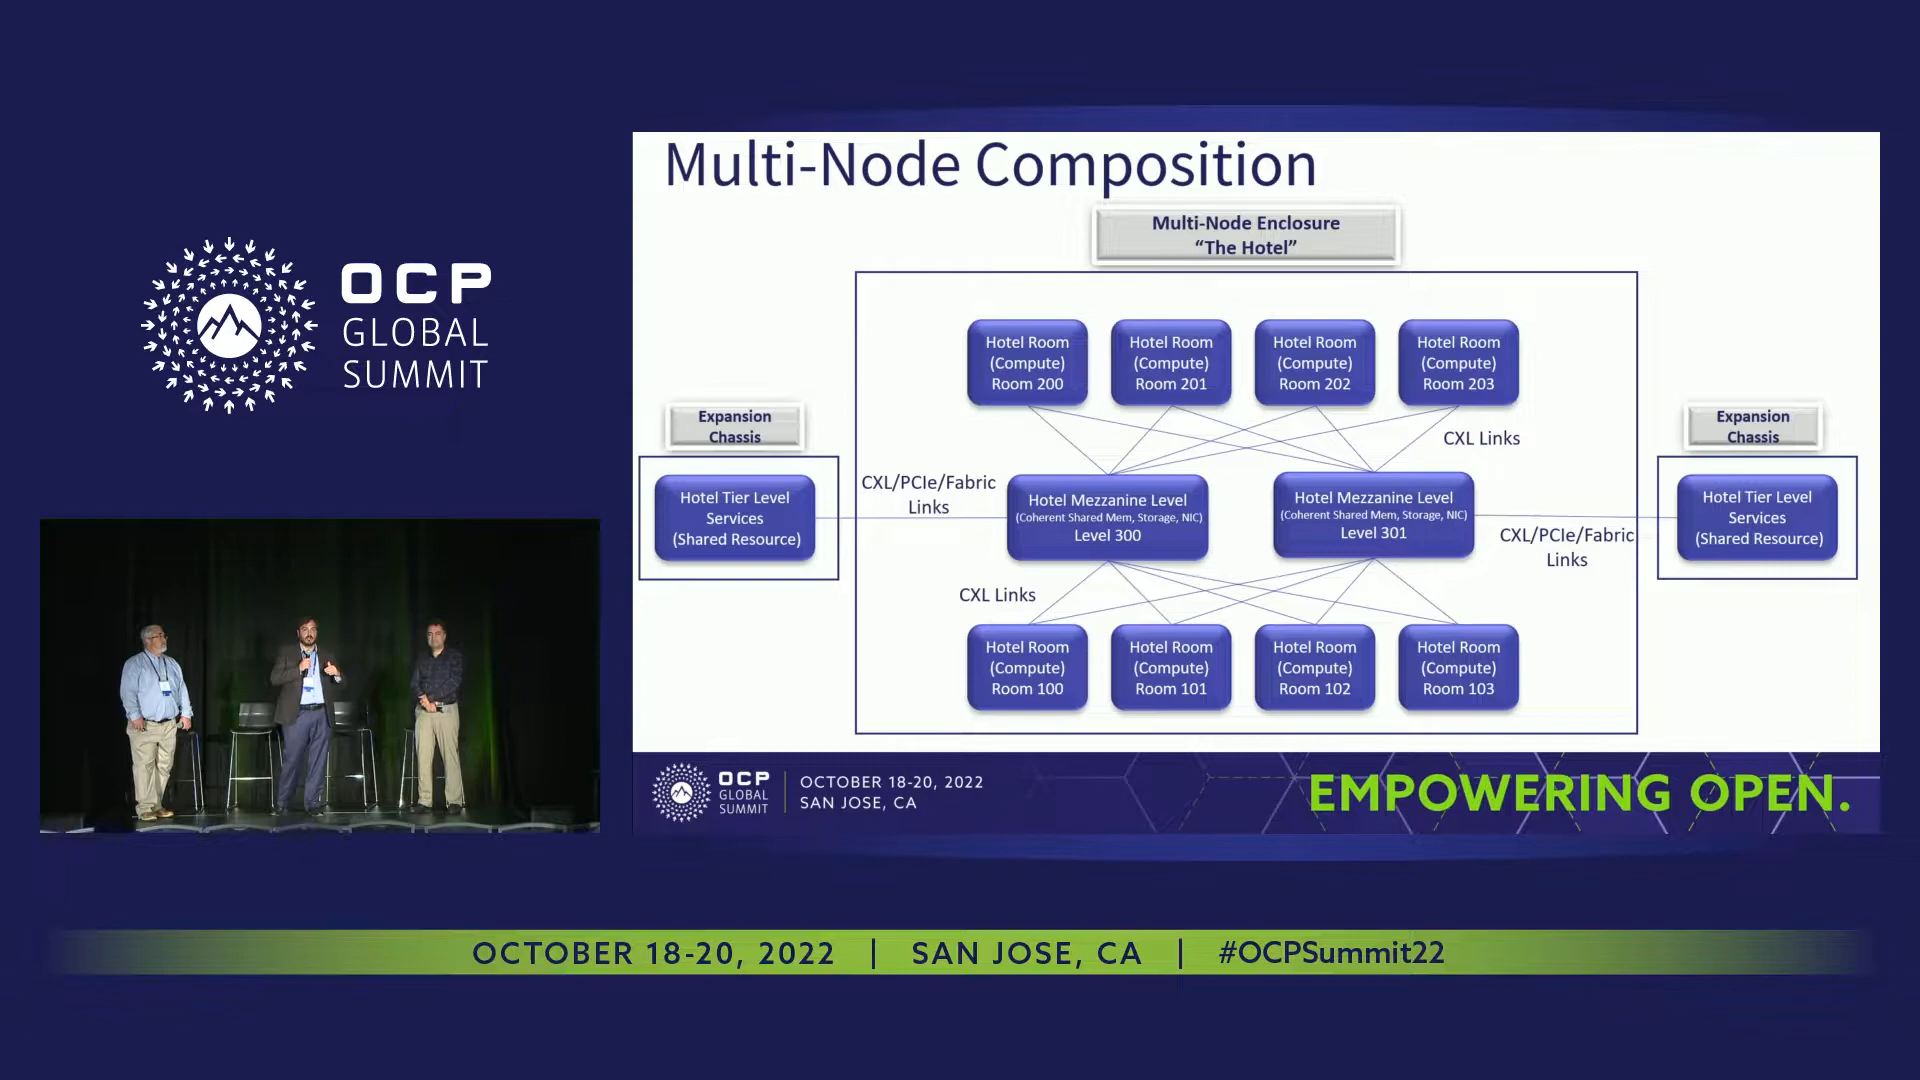 OCP
GLOBAL
SUMMIT
Multi-Node Composition
Multi-Node Enclosure
“The Hotel”
Hotel Room
(Compute)
Room 200
Hotel Room
(Compute)
Room 201
Hotel Room
(Compute)
Room 202
Hotel Room
(Compute)
Room 203
Expansion
Chassis
Hotel Tier Level
Services
(Shared Resource)
CXL/PCIe/Fabric
Links
CXL Links
Hotel Mezzanine Level
(Coherent Shared Mem, Storage, NIC)
Level 300
Hotel Mezzanine Level
(Coherent Shared Mem, Storage, NIC)
Level 301
CXL/PCIe/Fabric
Links
Expansion
Chassis
Hotel Tier Level
Services
(Shared Resource)
CXL Links
Hotel Room
(Compute)
Room 100
Hotel Room
(Compute)
Room 101
Hotel Room
(Compute)
Room 102
Hotel Room
(Compute)
Room 103
OCP
GLOBAL
SUMMIT
OCTOBER 18-20, 2022
SAN JOSE, CA
EMPOWERING OPEN.
OCTOBER 18-20, 2022 | SAN JOSE, CA | #OCPSummit22